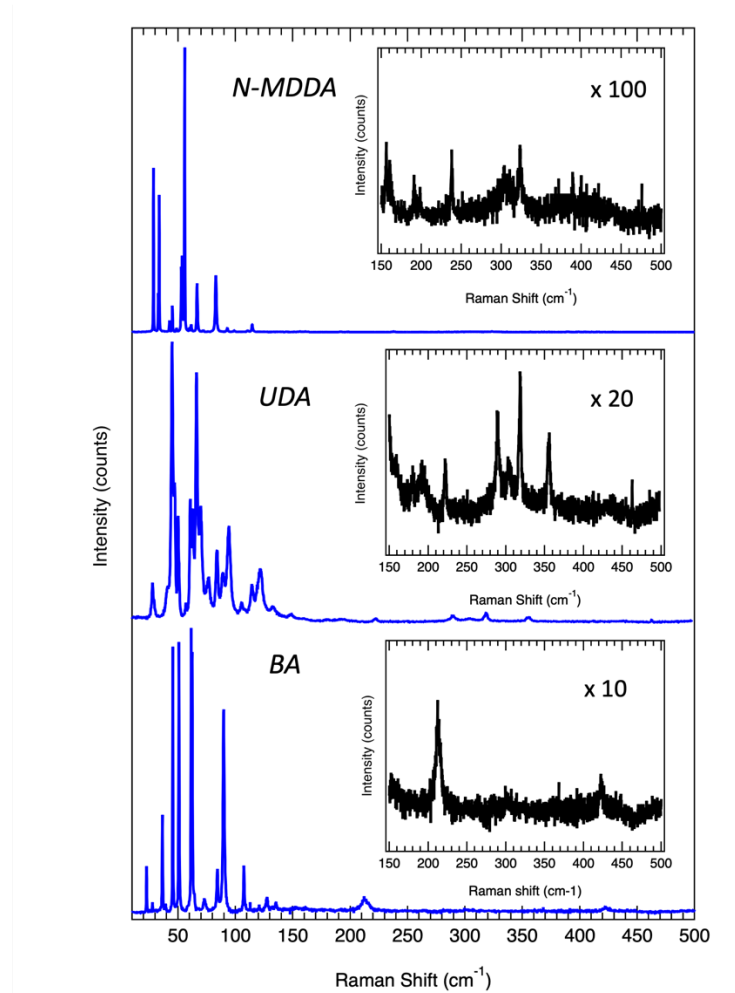 N-MDDA
x 100
Intensity (counts)
150 200 250 300 350 400 450 500
Raman Shift (cm-1)
UDA
x 20
Intensity (counts)
150 200 250 300 350 400 450 500
Raman Shift (cm-1)
Intensity (counts)
BA
x 10
Intensity (counts)
150 200 250 300 350 400 450 500
Raman shift (cm-1)
50 100 150 200 250 300 350 400 450 500
Raman Shift (cm-1)